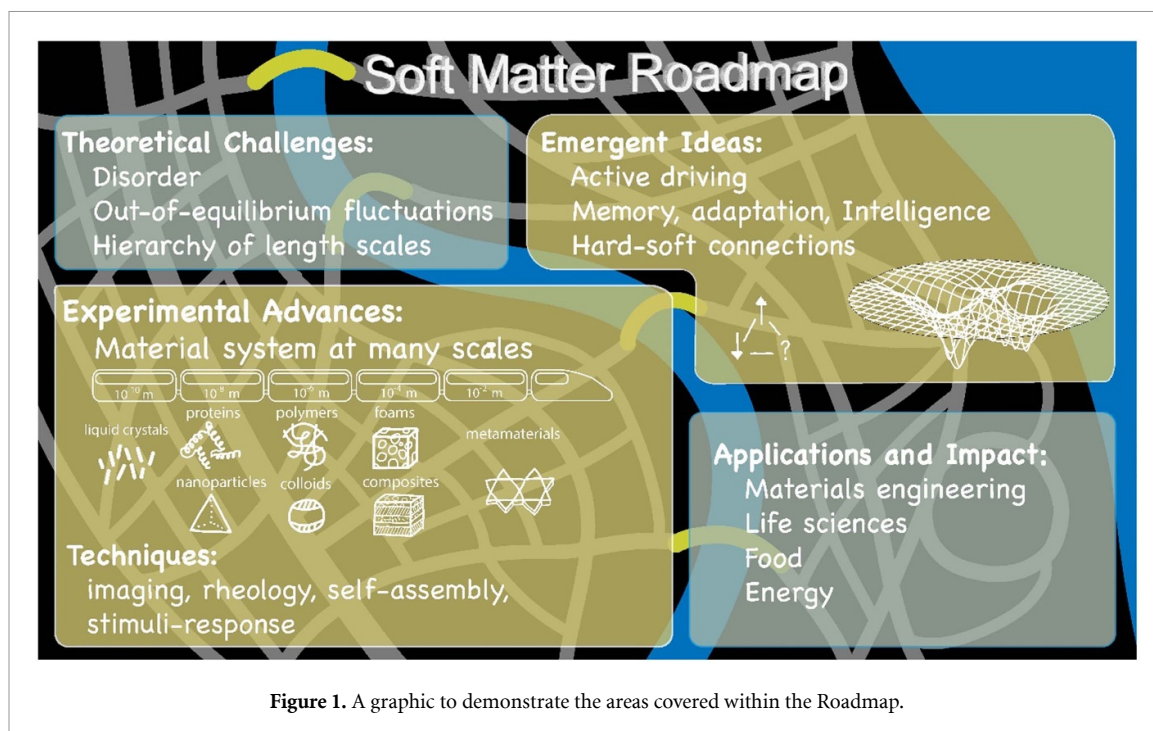 Soft Matter Roadmap
Theoretical Challenges:
Disorder
Out-of-equilibrium fluctuations
Hierarchy of length scales
Emergent Ideas:
Active driving
Memory, adaptation, Intelligence
Hard-soft connections
?
Experimental Advances:
Material system at many scales
10⁻¹⁰ m 10⁻⁸ m 10⁻⁶ m 10⁻⁴ m 10⁻² m
proteins polymers foams
liquid crystals metamaterials
nanoparticles colloids composites
Techniques:
imaging, rheology, self-assembly,
stimuli-response
Applications and Impact:
Materials engineering
Life sciences
Food
Energy
Figure 1. A graphic to demonstrate the areas covered within the Roadmap.